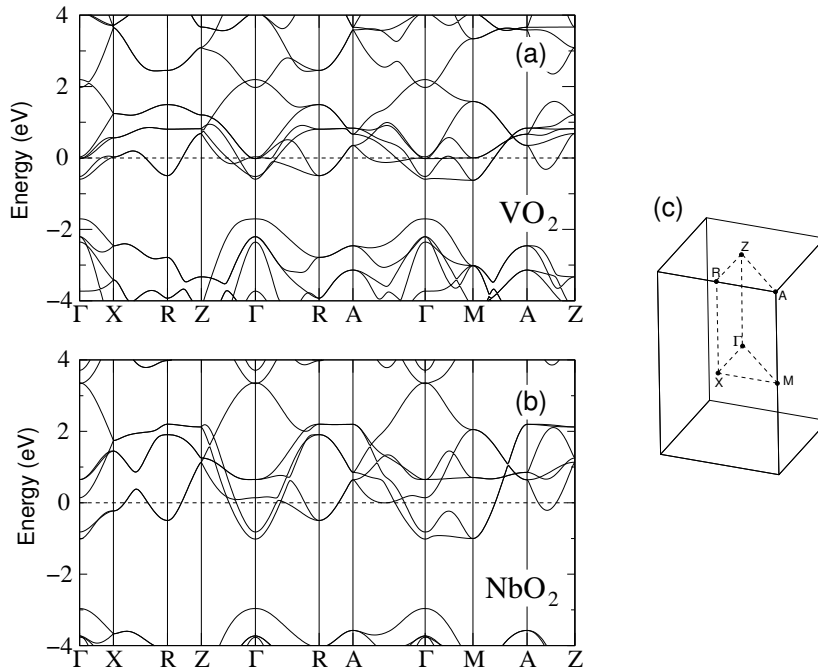 4
2
0
−2
−4
Energy (eV)
(a)
VO₂
Γ X R Z Γ R A Γ M A Z
4
2
0
−2
−4
Energy (eV)
(b)
NbO₂
Γ X R Z Γ R A Γ M A Z
(c)
Z
R
A
Γ
X
M